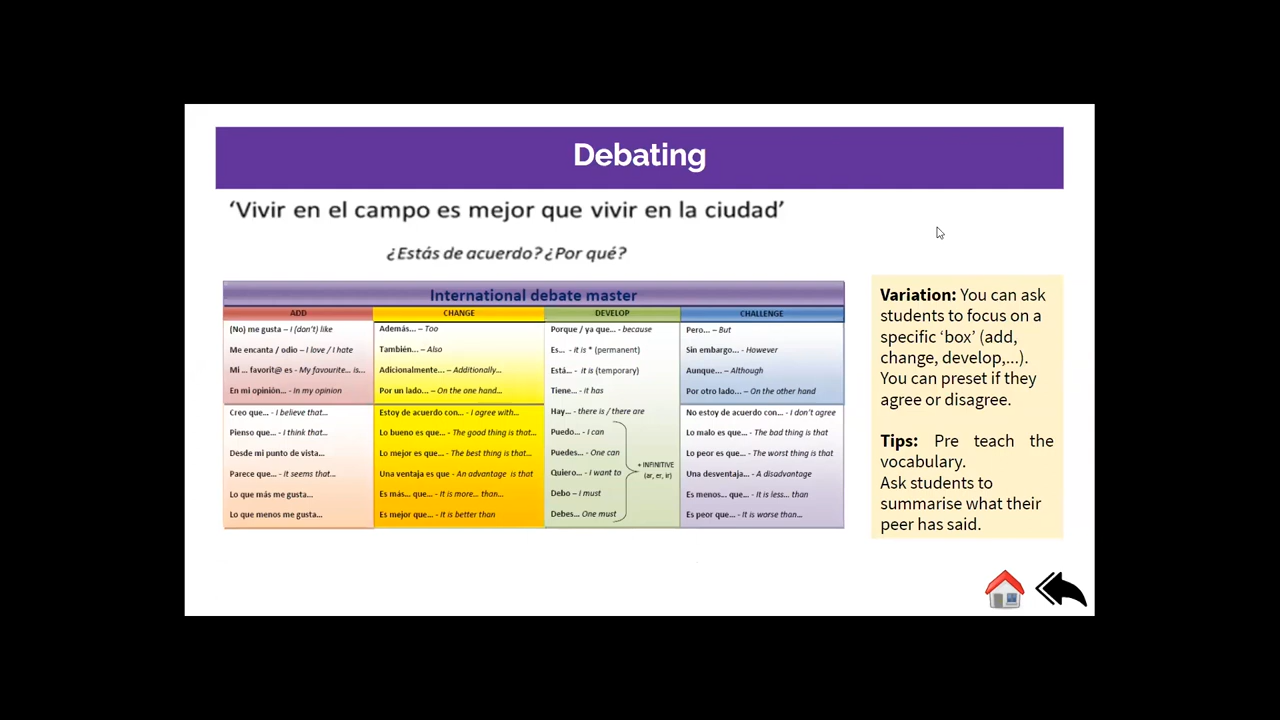 Debating
‘Vivir en el campo es mejor que vivir en la ciudad’
¿Estás de acuerdo? ¿Por qué?
International debate master
ADD
(No) me gusta – I (don't) like
Me encanta / odio – I love / I hate
Mi ... favorit@ es - My favourite... is...
En mi opinión... - In my opinion
Creo que... - I believe that...
Pienso que... - I think that...
Desde mi punto de vista...
Parece que... - It seems that...
Lo que más me gusta...
Lo que menos me gusta...
CHANGE
Además... – Too
También... – Also
Adicionalmente... – Additionally...
Por un lado... – On the one hand...
Estoy de acuerdo con... - I agree with...
Lo bueno es que... - The good thing is that...
Lo mejor es que... - The best thing is that...
Una ventaja es que - An advantage is that
Es más... que... - It is more... than...
Es mejor que... - It is better than
DEVELOP
Porque / ya que... - because
Es... - it is * (permanent)
Está... - it is (temporary)
Tiene... - it has
Hay... - there is / there are
Puedo... - I can
Puedes... - One can
Quiero... - I want to
Debo – I must
Debes... One must
+ INFINITIVE
(ar, er, ir)
CHALLENGE
Pero... – But
Sin embargo... - However
Aunque... – Although
Por otro lado... - On the other hand
No estoy de acuerdo con... - I don't agree
Lo malo es que... - The bad thing is that
Lo peor es que... - The worst thing is that
Una desventaja... - A disadvantage
Es menos... que... - It is less... than
Es peor que... - It is worse than...
Variation: You can ask
students to focus on a
specific ‘box’ (add,
change, develop,...).
You can preset if they
agree or disagree.
Tips: Pre teach the
vocabulary.
Ask students to
summarise what their
peer has said.